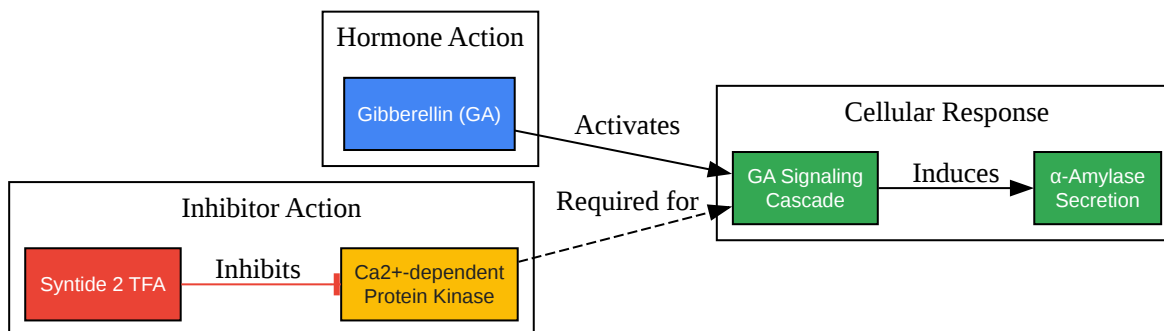 Hormone Action
Gibberellin (GA)
Activates
Cellular Response
GA Signaling
Cascade
Induces
α-Amylase
Secretion
Required for
Inhibitor Action
Syntide 2 TFA
Inhibits
Ca2+-dependent
Protein Kinase